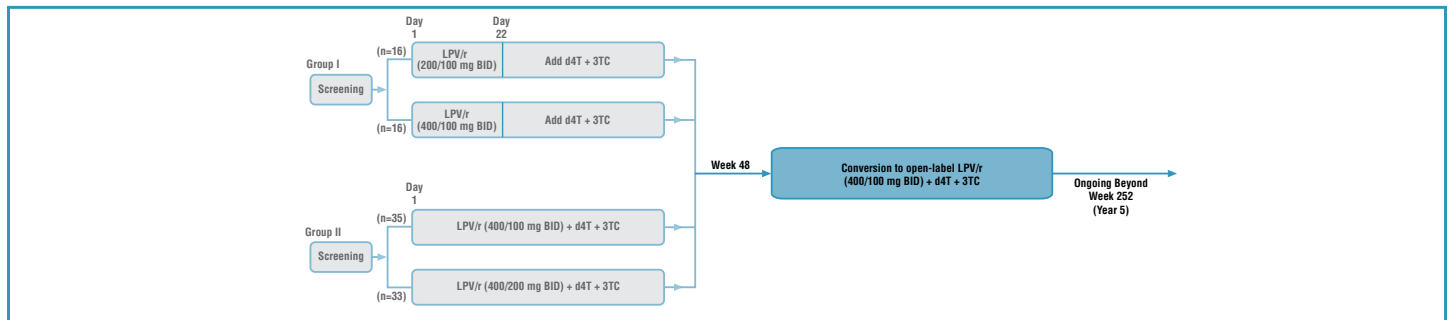 Day
1
Day
22
(n=16)
LPV/r
(200/100 mg BID)
Add d4T + 3TC
Group I
Screening
LPV/r
(400/100 mg BID)
Add d4T + 3TC
(n=16)
Week 48
Conversion to open-label LPV/r
(400/100 mg BID) + d4T + 3TC
Ongoing Beyond
Week 252
(Year 5)
Day
1
(n=35)
LPV/r (400/100 mg BID) + d4T + 3TC
Group II
Screening
LPV/r (400/200 mg BID) + d4T + 3TC
(n=33)